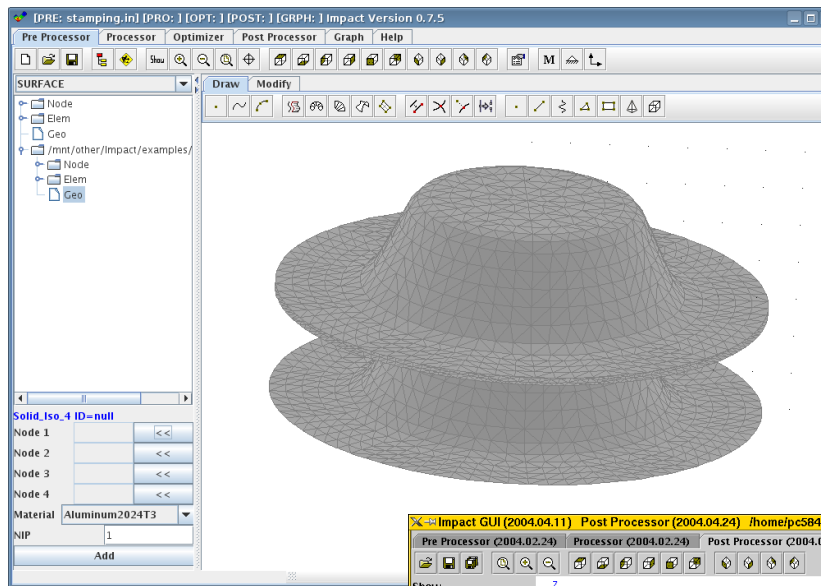 [PRE: stamping.in] [PRO: ] [OPT: ] [POST: ] [GRPH: ] Impact Version 0.7.5
Pre Processor Processor Optimizer Post Processor Graph Help
Show M
SURFACE
Draw Modify
Node
Elem
Geo
/mnt/other/Impact/examples/
Node
Elem
Geo
Solid_Iso_4 ID=null
Node 1 <<
Node 2 <<
Node 3 <<
Node 4 <<
Material Aluminum2024T3
NIP 1
Add
Impact GUI (2004.04.11) Post Processor (2004.04.24) /home/pc584
Pre Processor (2004.02.24) Processor (2004.02.24) Post Processor (2004.0